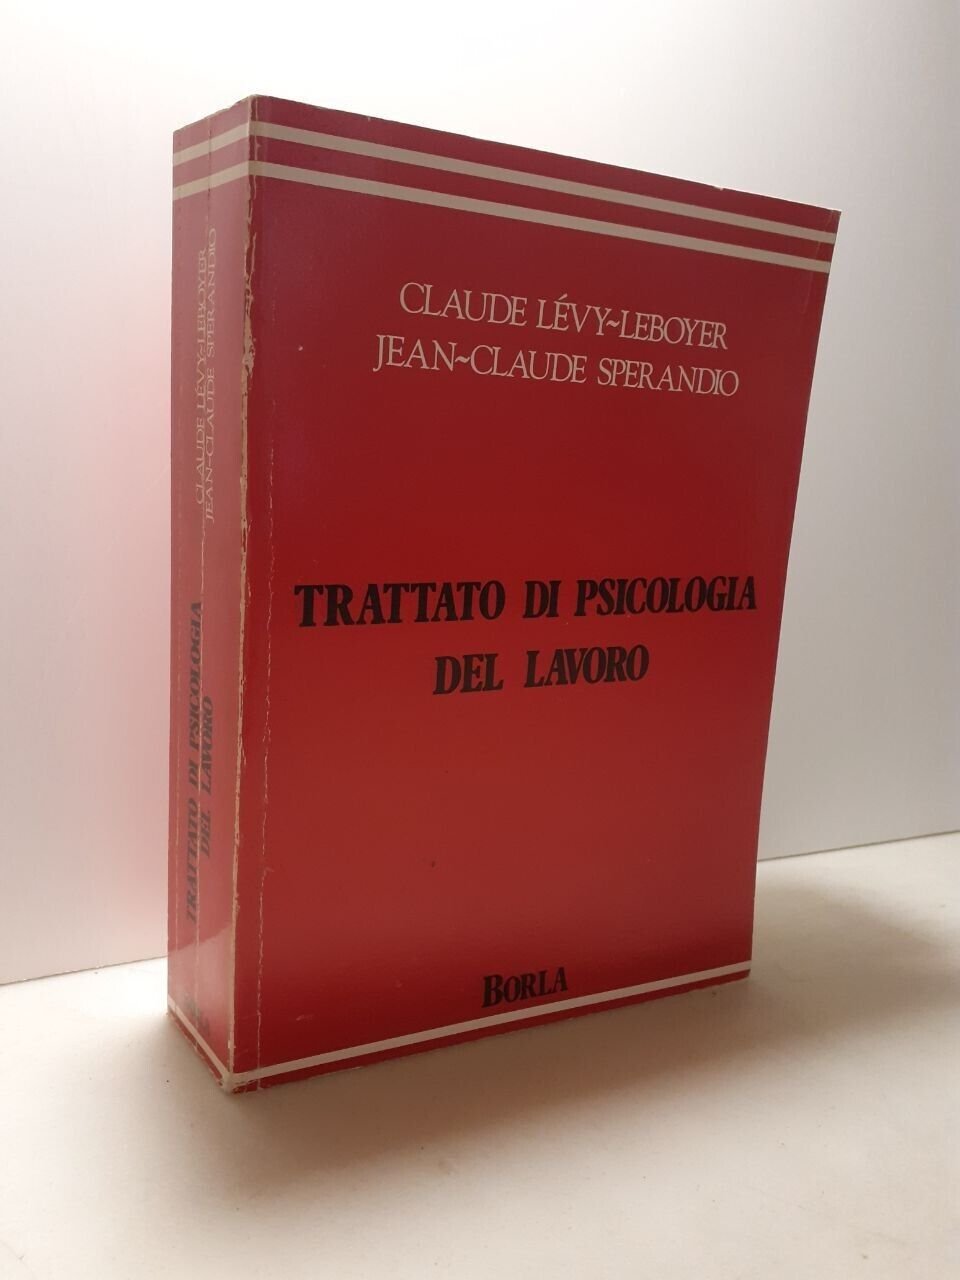 CLAUDE LÉVY~LEBOYER
JEAN~CLAUDE SPERANDIO
TRATTATO DI PSICOLOGIA
DEL LAVORO
BORLA
CLAUDE LÉVY~LEBOYER
JEAN~CLAUDE SPERANDIO
TRATTATO DI PSICOLOGIA
DEL LAVORO